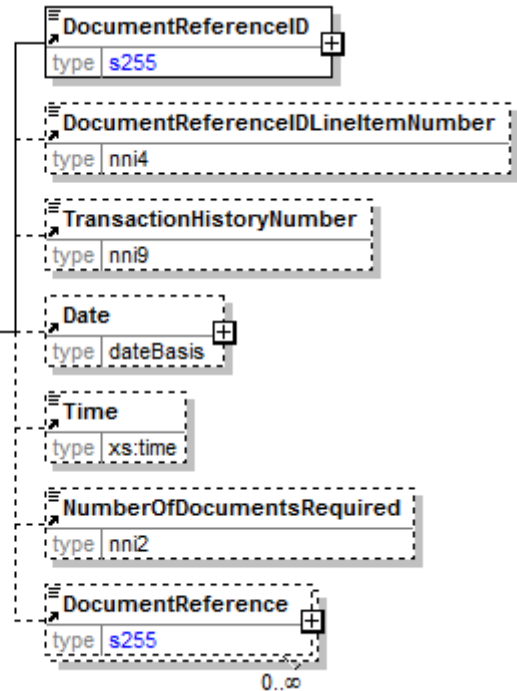 DocumentReferenceID
type s255
DocumentReferenceIDLineItemNumber
type nni4
TransactionHistoryNumber
type nni9
Date
type dateBasis
Time
type xs:time
NumberOfDocumentsRequired
type nni2
DocumentReference
type s255
0..∞